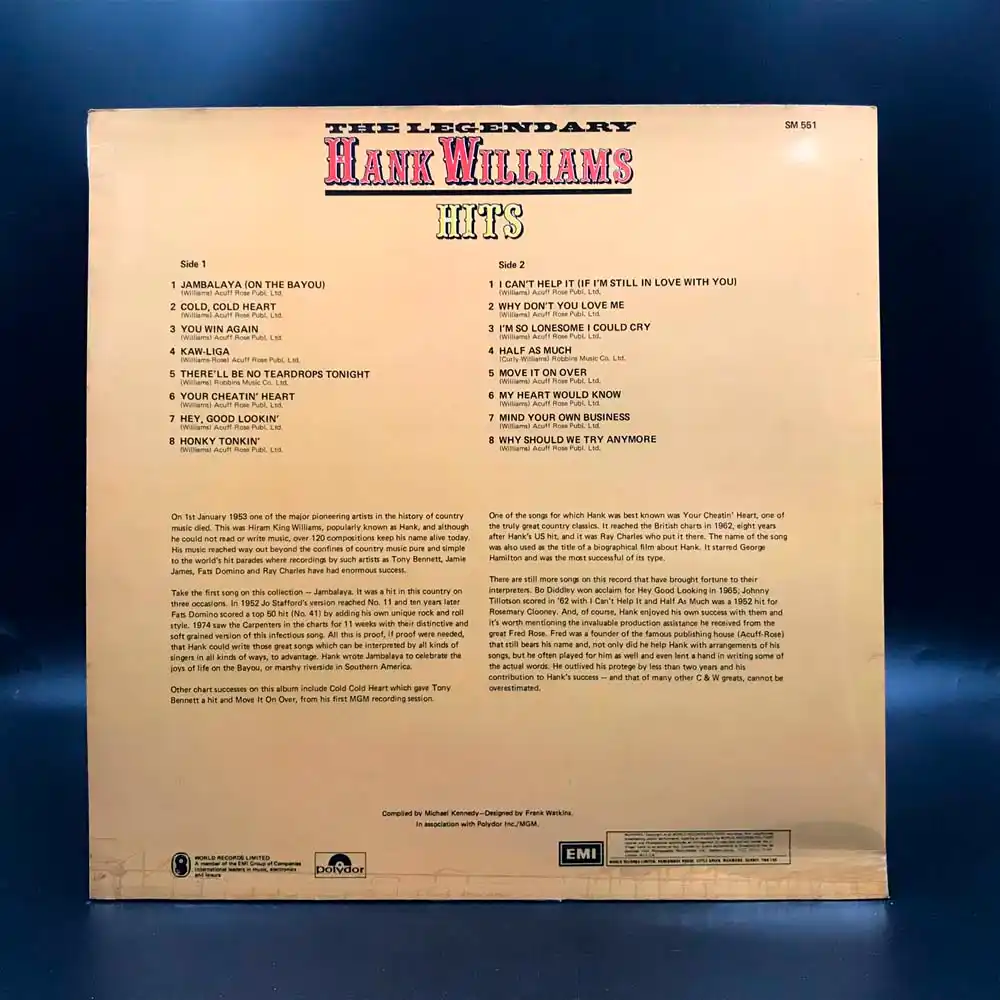 THE LEGENDARY
SM 551
HANK WILLIAMS
HITS
Side 1
1 JAMBALAYA (ON THE BAYOU)
(Williams) Acuff Rose Publ. Ltd.
2 COLD, COLD HEART
(Williams) Acuff Rose Publ. Ltd.
3 YOU WIN AGAIN
(Williams) Acuff Rose Publ. Ltd.
4 KAW-LIGA
(Williams-Rose) Acuff Rose Publ. Ltd.
5 THERE'LL BE NO TEARDROPS TONIGHT
(Williams) Robbins Music Co. Ltd.
6 YOUR CHEATIN' HEART
(Williams) Acuff Rose Publ. Ltd.
7 HEY, GOOD LOOKIN'
(Williams) Acuff Rose Publ. Ltd.
8 HONKY TONKIN'
(Williams) Acuff Rose Publ. Ltd.
Side 2
1 I CAN'T HELP IT (IF I'M STILL IN LOVE WITH YOU)
(Williams) Acuff Rose Publ. Ltd.
2 WHY DON'T YOU LOVE ME
(Williams) Acuff Rose Publ. Ltd.
3 I'M SO LONESOME I COULD CRY
(Williams) Acuff Rose Publ. Ltd.
4 HALF AS MUCH
(Curly-Williams) Robbins Music Co. Ltd.
5 MOVE IT ON OVER
(Williams) Acuff Rose Publ. Ltd.
6 MY HEART WOULD KNOW
(Williams) Acuff Rose Publ. Ltd.
7 MIND YOUR OWN BUSINESS
(Williams) Acuff Rose Publ. Ltd.
8 WHY SHOULD WE TRY ANYMORE
(Williams) Acuff Rose Publ. Ltd.
On 1st January 1953 one of the major pioneering artists in the history of country
music died. This was Hiram King Williams, popularly known as Hank, and although
he could not read or write music, over 120 compositions keep his name alive today.
His music reached way out beyond the confines of country music pure and simple
to the world's hit parades where recording by such artists as Tony Bennett, Jamie
James, Fats Domino and Ray Charles have had enormous success.
Take the first song on this collection — Jambalaya. It was a hit in this country on
three occasions. In 1952 Jo Stafford's version reached No. 11 and ten years later
Fats Domino scored a top 50 hit (No. 41) by adding his own unique rock and roll
style. 1974 saw the Carpenters in the charts for 11 weeks with their distinctive and
soft grained version of this infectious song. All this is proof, if proof were needed,
that Hank could write those great songs which can be interpreted by all kinds of
singers in all kinds of ways, to advantage. Hank wrote Jambalaya to celebrate the
joys of life on the Bayou, or marshy riverside in Southern America.
Other chart successes on this album include Cold Cold Heart which gave Tony
Bennett a hit and Move It On Over, from his first MGM recording session.
One of the songs for which Hank was best known was Your Cheatin' Heart, one of
the truly great country classics. It reached the British charts in 1962, eight years
after Hank's US hit, and it was Ray Charles who put it there. The name of the song
was also used as the title of a biographical film about Hank. It starred George
Hamilton and was the most successful of its type.
There are still more songs on this record that have brought fortune to their
interpreters. Bo Diddley won acclaim for Hey Good Looking in 1965; Johnny
Tillotson scored in '62 with I Can't Help It and Half As Much was a 1952 hit for
Rosemary Clooney. And, of course, Hank enjoyed his own success with them and
it's worth mentioning the invaluable production assistance he received from the
great Fred Rose. Fred was a founder of the famous publishing house (Acuff-Rose)
that still bears his name and, not only did he help Hank with arrangements of his
songs, but he often played for him as well and even lent a hand in writing some of
the actual words. He outlived his protege by less than two years and his
contribution to Hank's success — and that of many other C & W greats, cannot be
overestimated.
Compiled by Michael Kennedy—Designed by Frank Watkins.
In association with Polydor Inc./MGM.
WORLD RECORDS LIMITED
A member of the EMI Group of Companies
International leaders in music, electronics
and leisure
polydor
EMI